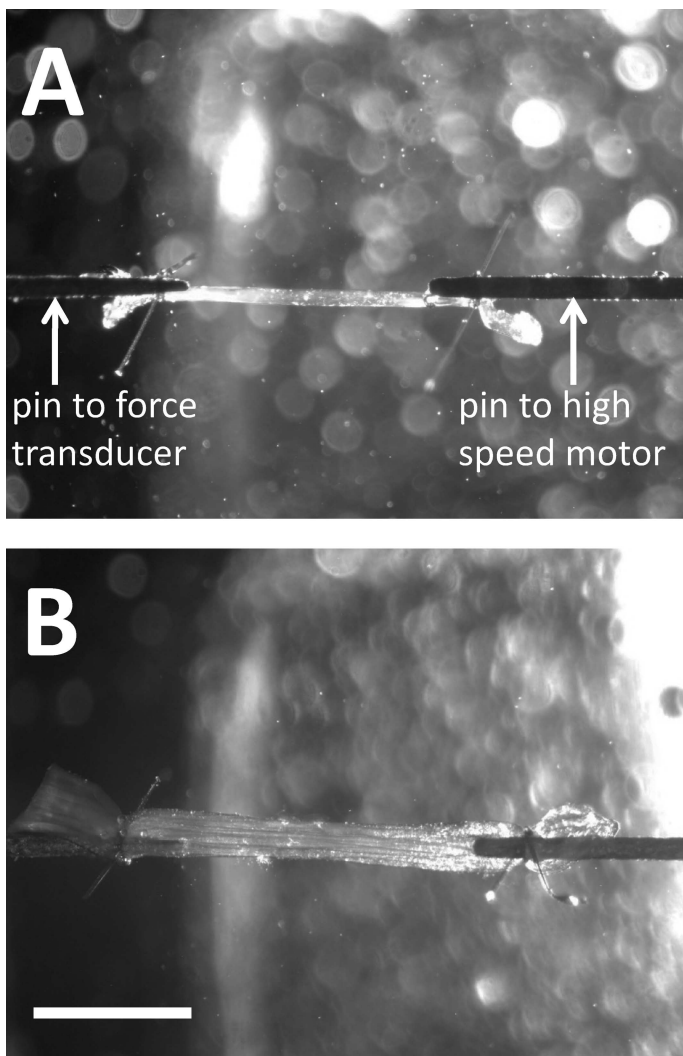 A
pin to force
transducer
pin to high
speed motor
B